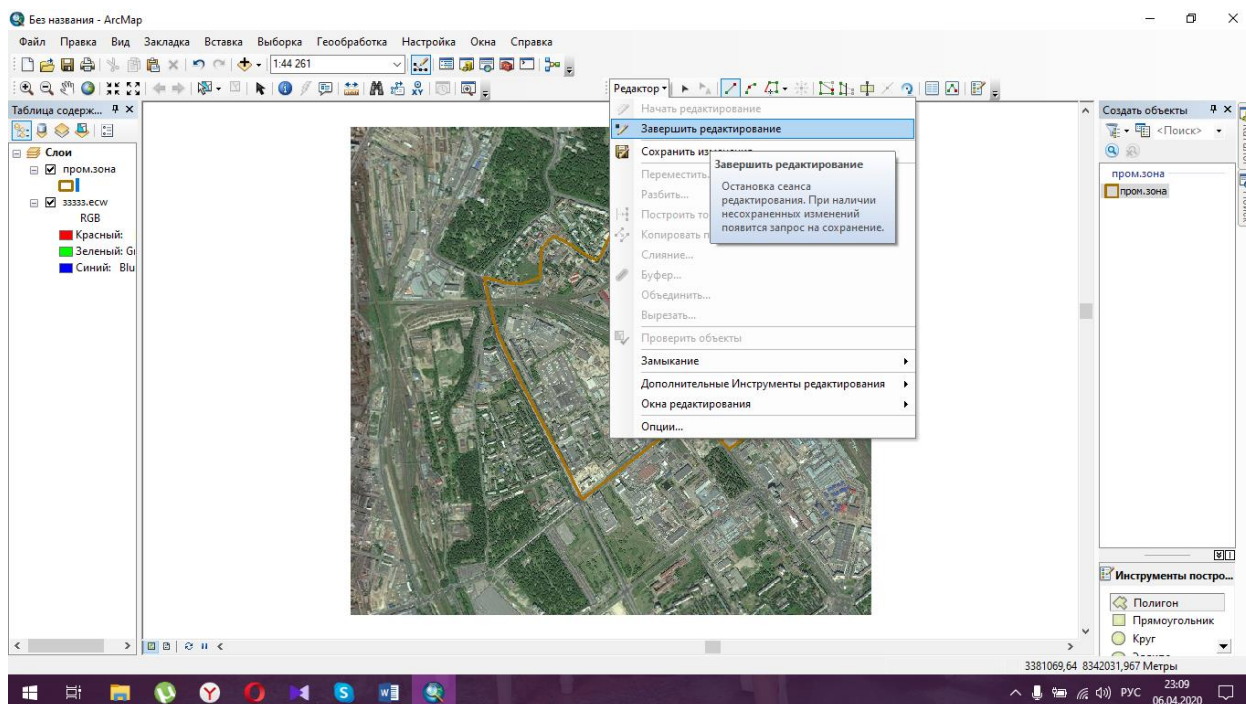 Без названия - ArcMap
Файл Правка Вид Закладка Вставка Выборка Геообработка Настройка Окна Справка
1:44 261
Редактор
Таблица содерж...
Слои
пром.зона
33333.ecw
RGB
Красный:
Зеленый: Gr
Синий: Blu
Начать редактирование
Завершить редактирование
Сохранить изменения
Переместить.
Разбить...
Построить то
Копировать п
Слияние...
Буфер...
Объединить...
Вырезать...
Проверить объекты
Замыкание
Дополнительные Инструменты редактирования
Окна редактирования
Опции...
Завершить редактирование
Остановка сеанса
редактирования. При наличии
несохраненных изменений
появится запрос на сохранение.
Создать объекты
<Поиск>
пром.зона
пром.зона
Инструменты постро...
Полигон
Прямоугольник
Круг
3381069,64 8342031,967 Метры
РУС
23:09
06.04.2020